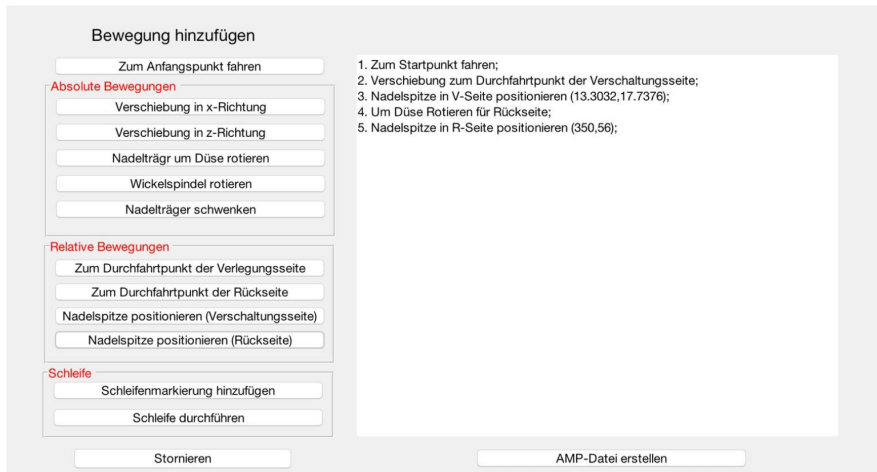 Bewegung hinzufügen
Zum Anfangspunkt fahren
Absolute Bewegungen
Verschiebung in x-Richtung
Verschiebung in z-Richtung
Nadelträgr um Düse rotieren
Wickelspindel rotieren
Nadelträger schwenken
Relative Bewegungen
Zum Durchfahrtpunkt der Verlegungsseite
Zum Durchfahrtpunkt der Rückseite
Nadelspitze positionieren (Verschaltungsseite)
Nadelspitze positionieren (Rückseite)
Schleife
Schleifenmarkierung hinzufügen
Schleife durchführen
Stornieren
1. Zum Startpunkt fahren;
2. Verschiebung zum Durchfahrtpunkt der Verschaltungsseite;
3. Nadelspitze in V-Seite positionieren (13.3032,17.7376);
4. Um Düse Rotieren für Rückseite;
5. Nadelspitze in R-Seite positionieren (350,56);
AMP-Datei erstellen